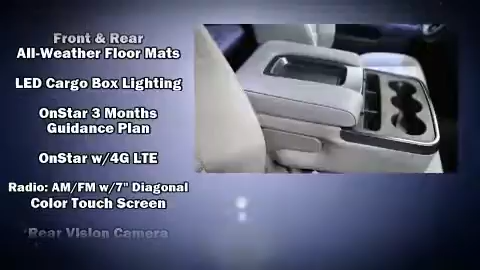 Front & Rear
All-Weather Floor Mats
LED Cargo Box Lighting
OnStar 3 Months
Guidance Plan
OnStar w/4G LTE
Radio: AM/FM w/7" Diagonal
Color Touch Screen
Rear Vision Camera